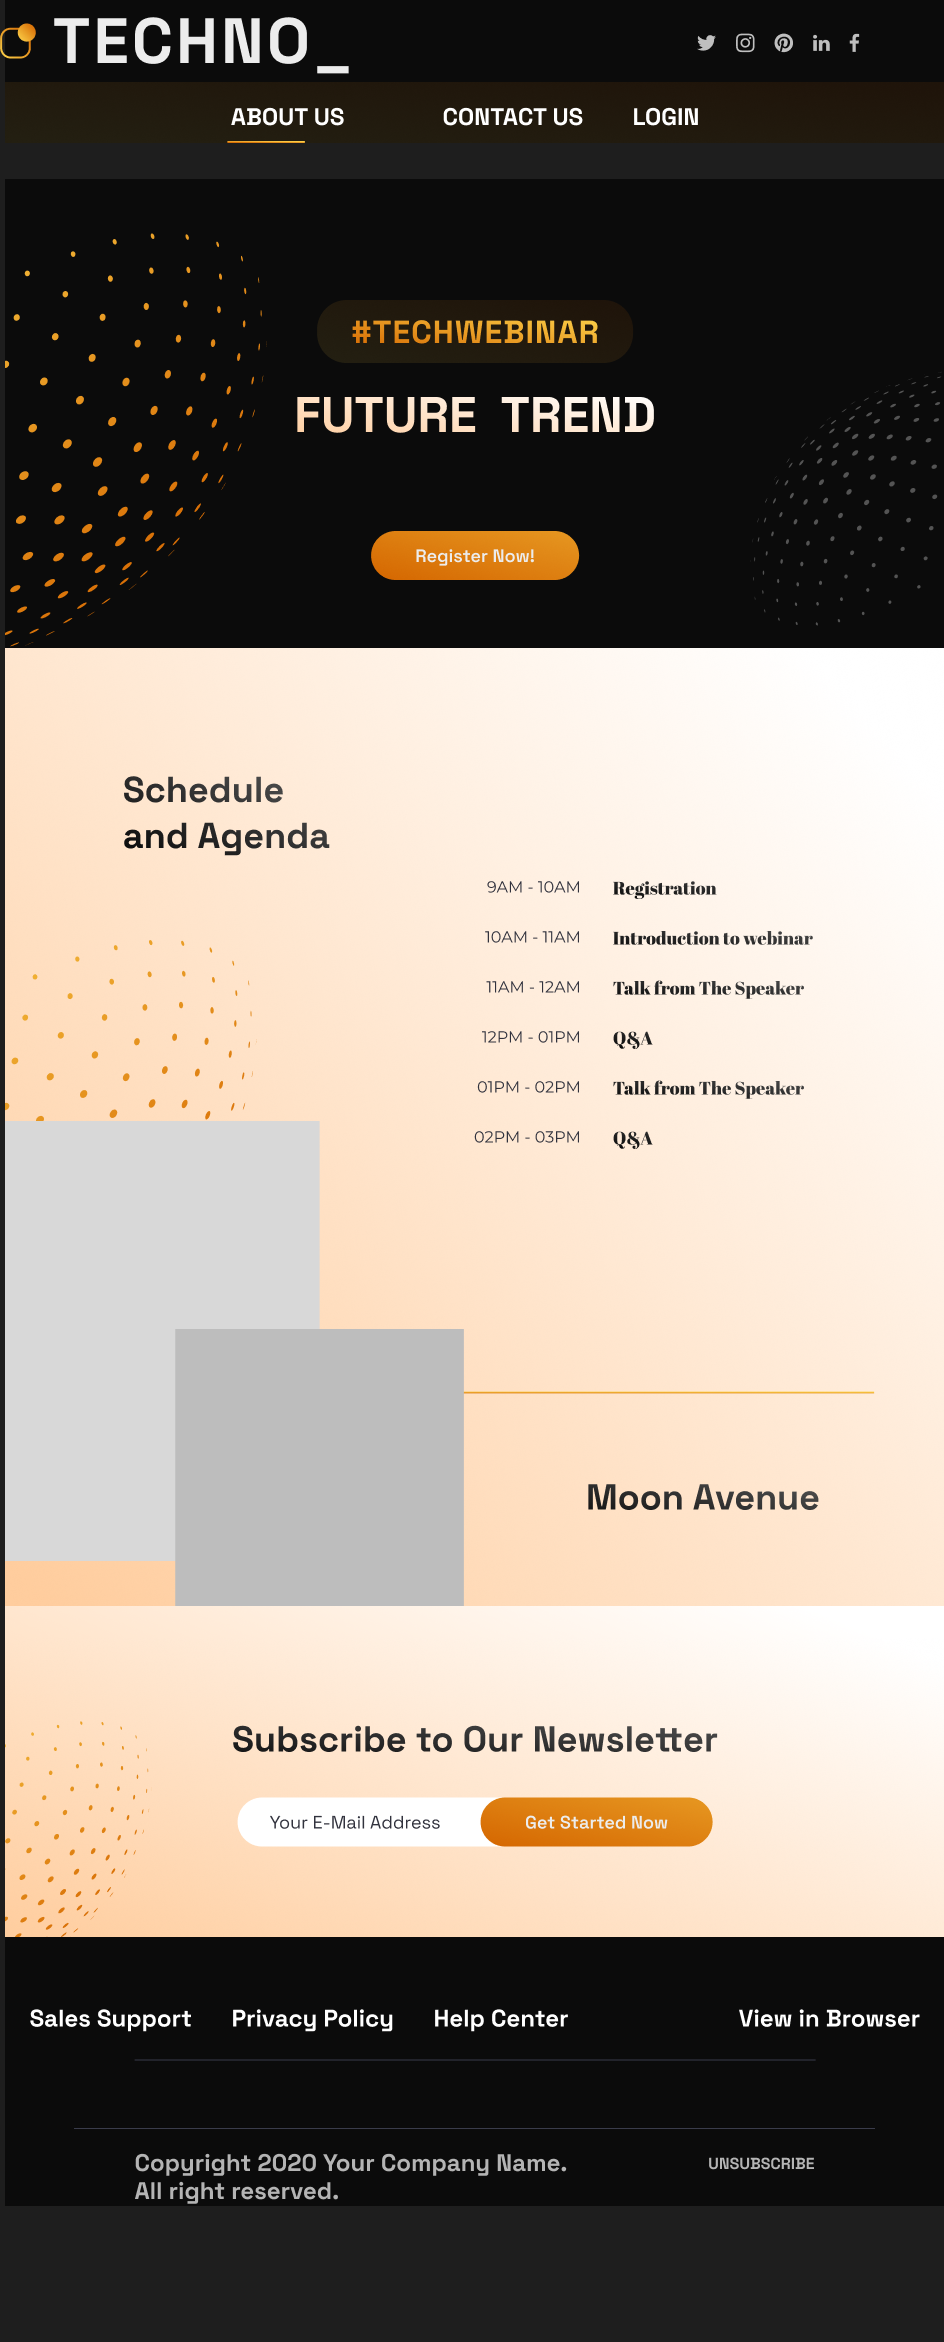 TECHNO_
ABOUT US CONTACT US LOGIN
#TECHWEBINAR
FUTURE TREND
Register Now!
Schedule
and Agenda
9AM - 10AM Registration
10AM - 11AM Introduction to webinar
11AM - 12AM Talk from The Speaker
12PM - 01PM Q&A
01PM - 02PM Talk from The Speaker
02PM - 03PM Q&A
Moon Avenue
Subscribe to Our Newsletter
Your E-Mail Address Get Started Now
Sales Support Privacy Policy Help Center View in Browser
Copyright 2020 Your Company Name. UNSUBSCRIBE
All right reserved.